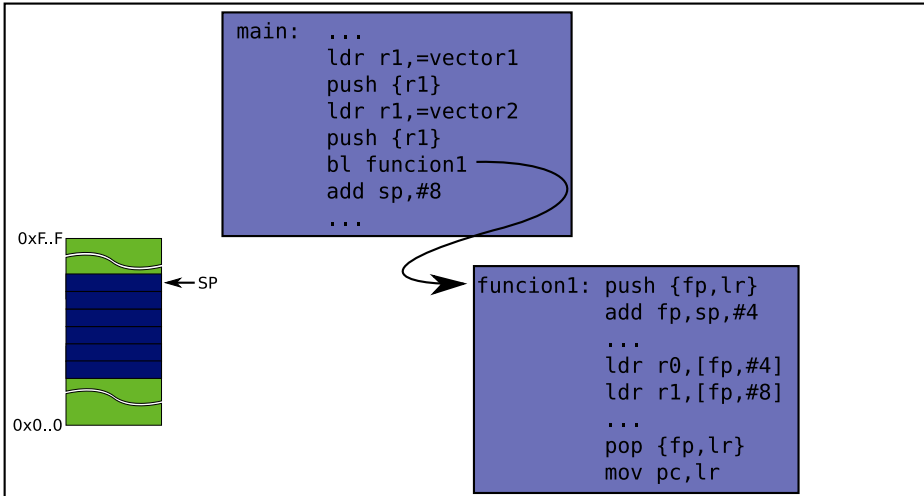 main: ...
ldr r1,=vector1
push {r1}
ldr r1,=vector2
push {r1}
bl funcion1
add sp,#8
...
0xF..F
SP
0x0..0
funcion1: push {fp,lr}
add fp,sp,#4
...
ldr r0,[fp,#4]
ldr r1,[fp,#8]
...
pop {fp,lr}
mov pc,lr